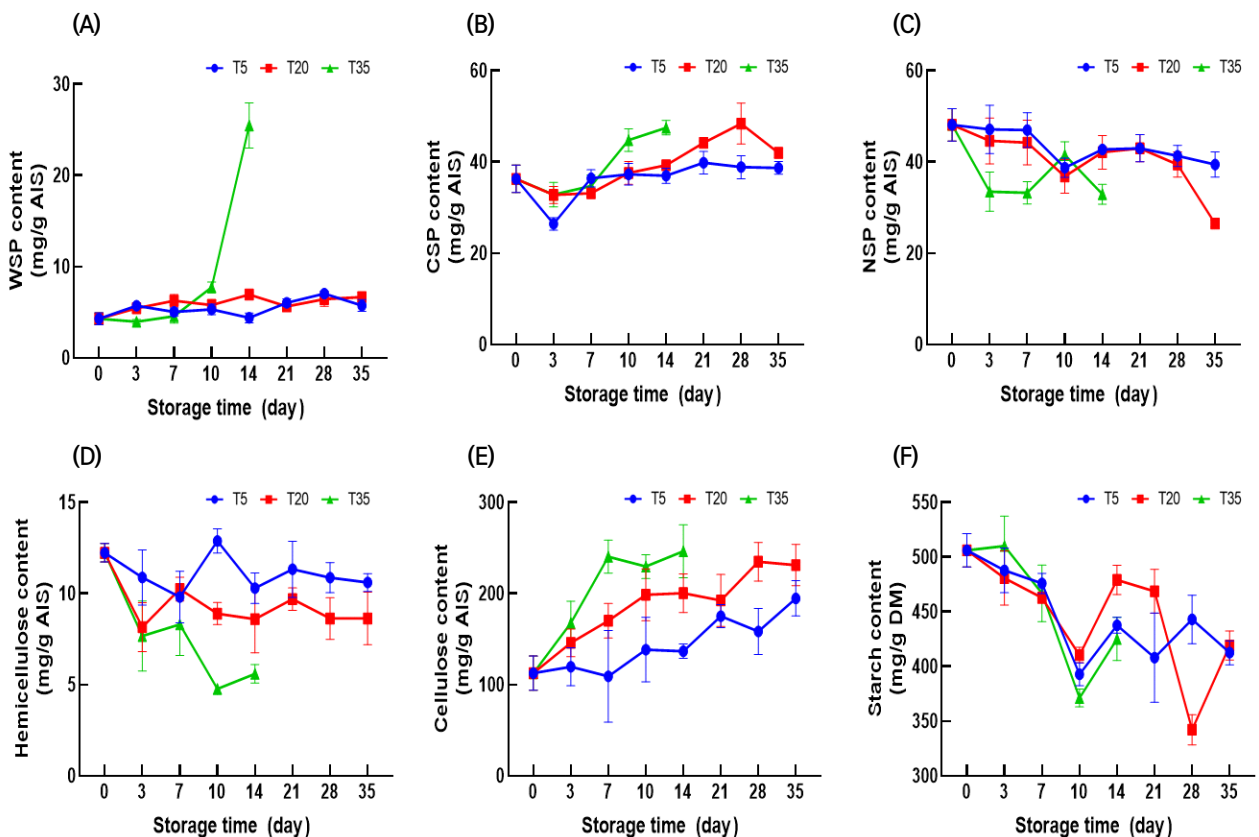 (A)
T5 T20 T35
WSP content
(mg/g AIS)
30
20
10
0
0 3 7 10 14 21 28 35
Storage time (day)
(B)
T5 T20 T35
CSP content
(mg/g AIS)
60
40
20
0
0 3 7 10 14 21 28 35
Storage time (day)
(C)
T5 T20 T35
NSP content
(mg/g AIS)
60
40
20
0
0 3 7 10 14 21 28 35
Storage time (day)
(D)
T5 T20 T35
Hemicellulose content
(mg/g AIS)
15
10
5
0
0 3 7 10 14 21 28 35
Storage time (day)
(E)
T5 T20 T35
Cellulose content
(mg/g AIS)
300
200
100
0
0 3 7 10 14 21 28 35
Storage time (day)
(F)
T5 T20 T35
Starch content
(mg/g DM)
550
500
450
400
350
300
0 3 7 10 14 21 28 35
Storage time (day)